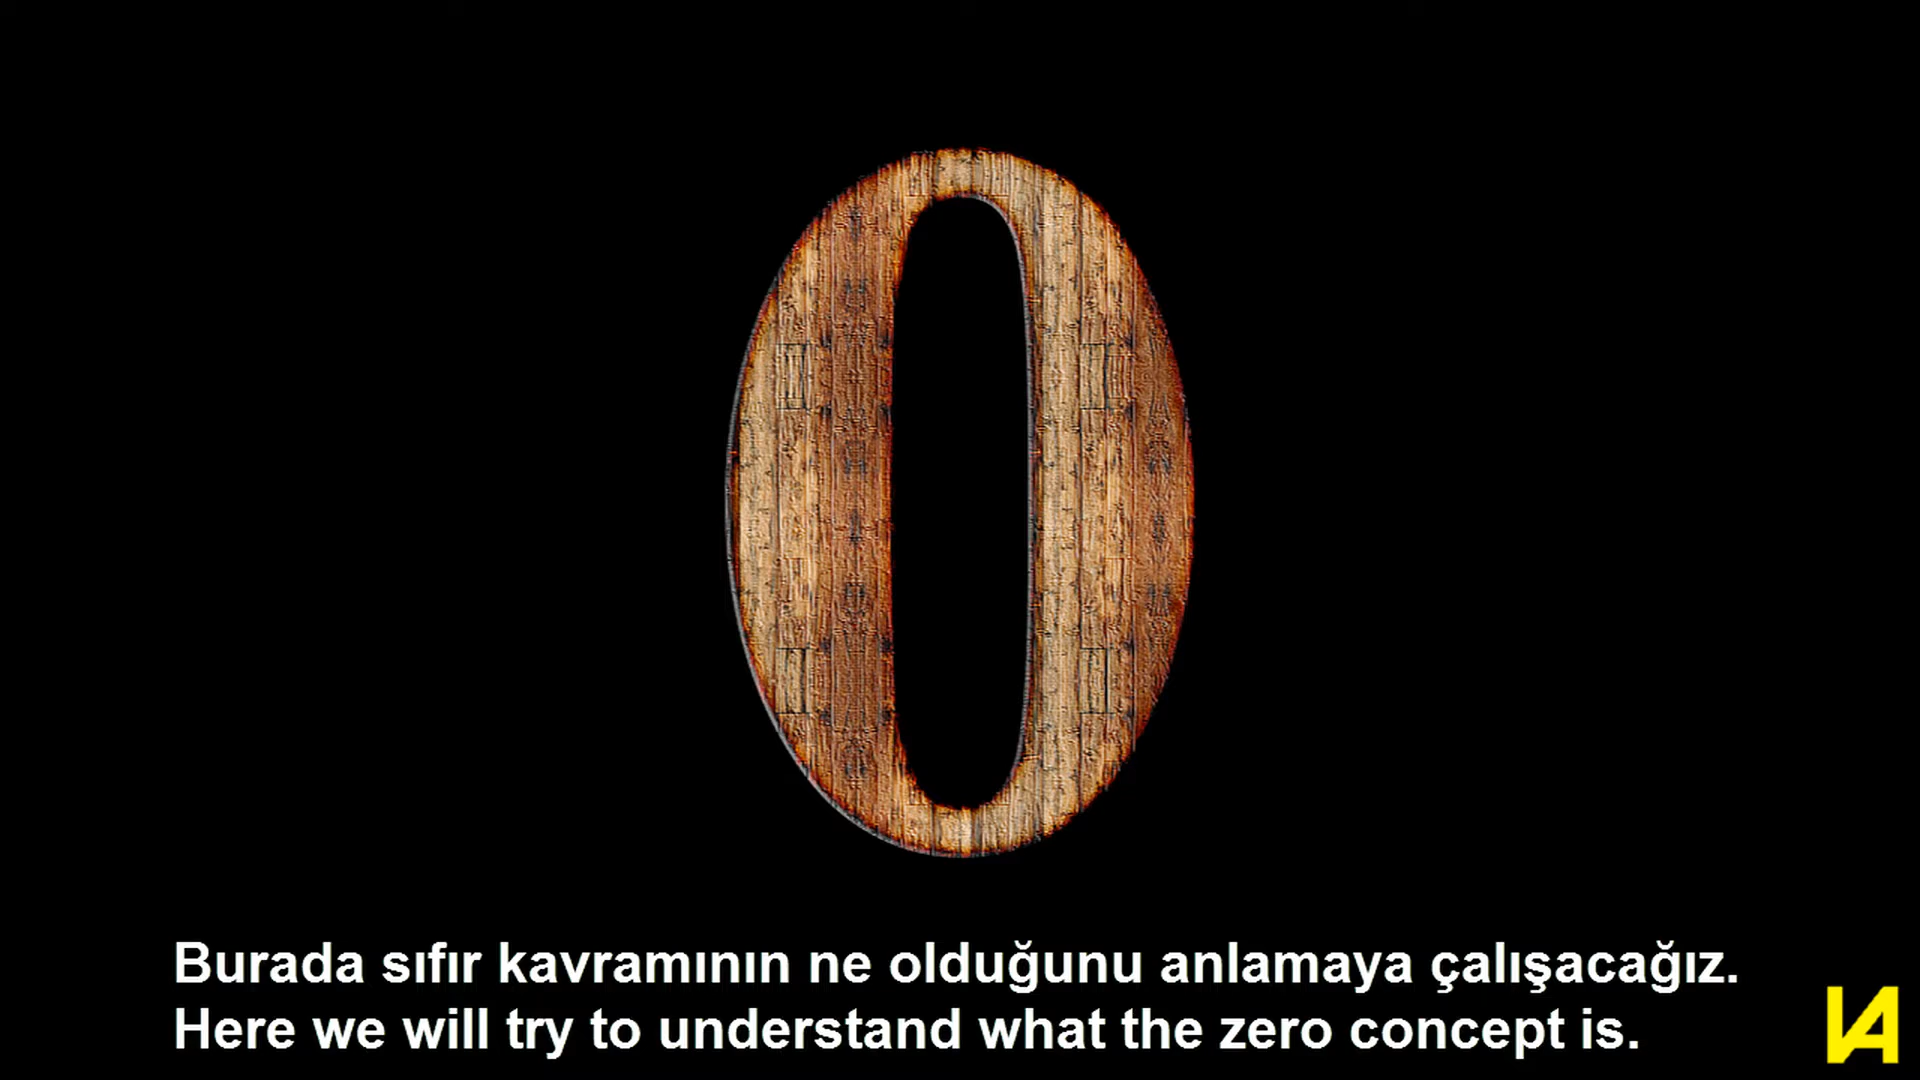 0
Burada sıfır kavramının ne olduğunu anlamaya çalışacağız.
Here we will try to understand what the zero concept is.